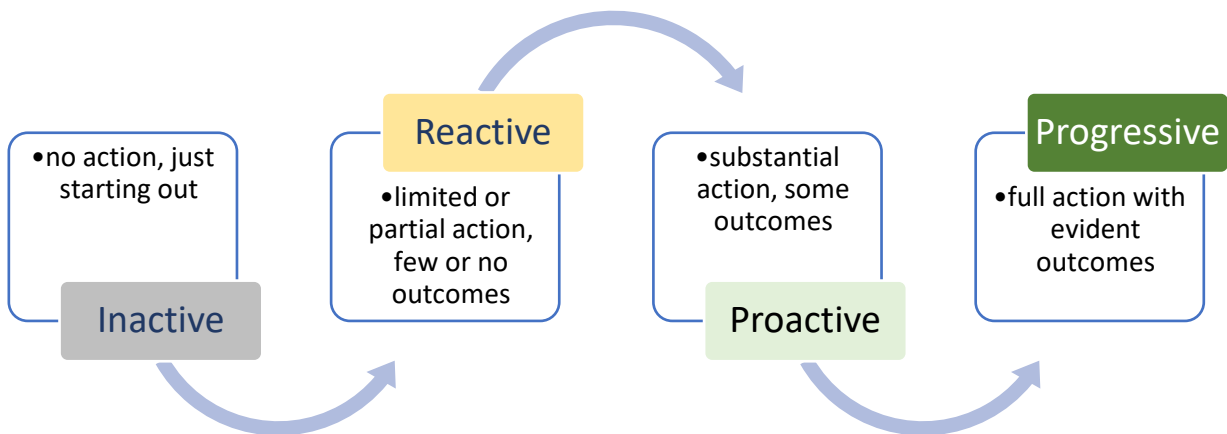 •no action, just
starting out
Inactive
Reactive
•limited or
partial action,
few or no
outcomes
•substantial
action, some
outcomes
Proactive
Progressive
•full action with
evident
outcomes